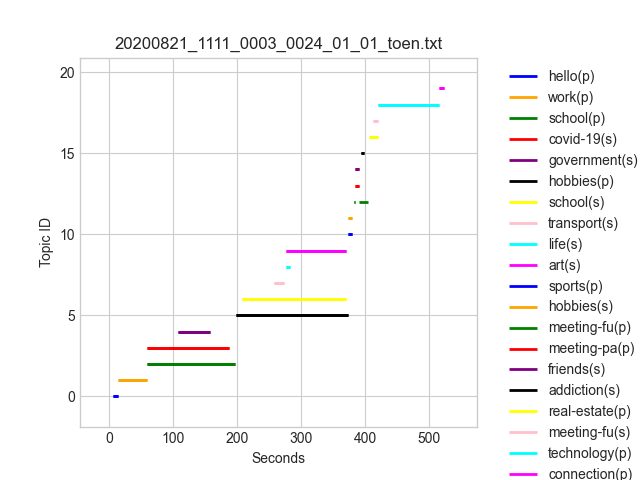 20200821_1111_0003_0024_01_01_toen.txt
20
15
10
5
0
Topic ID
0 100 200 300 400 500
Seconds
hello(p)
work(p)
school(p)
covid-19(s)
government(s)
hobbies(p)
school(s)
transport(s)
life(s)
art(s)
sports(p)
hobbies(s)
meeting-fu(p)
meeting-pa(p)
friends(s)
addiction(s)
real-estate(p)
meeting-fu(s)
technology(p)
connection(p)